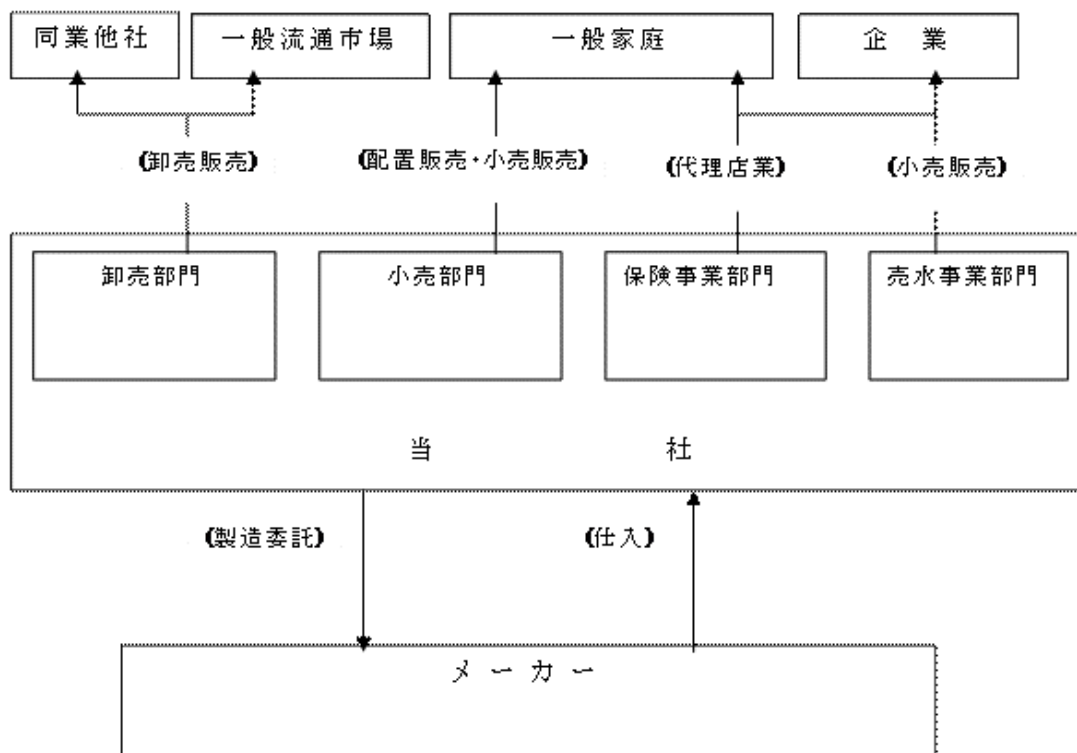 同業他社 一般流通市場 一般家庭 企業
(卸売販売) (配置販売・小売販売) (代理店業) (小売販売)
卸売部門 小売部門 保険事業部門 売水事業部門
当社
(製造委託) (仕入)
メーカー